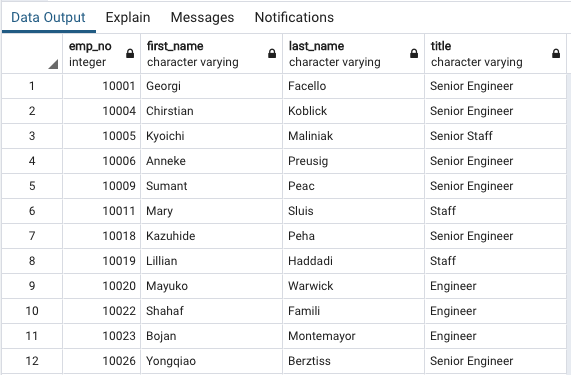 Data Output Explain Messages Notifications
emp_no first_name last_name title
integer character varying character varying character varying
1 10001 Georgi Facello Senior Engineer
2 10004 Chirstian Koblick Senior Engineer
3 10005 Kyoichi Maliniak Senior Staff
4 10006 Anneke Preusig Senior Engineer
5 10009 Sumant Peac Senior Engineer
6 10011 Mary Sluis Staff
7 10018 Kazuhide Peha Senior Engineer
8 10019 Lillian Haddadi Staff
9 10020 Mayuko Warwick Engineer
10 10022 Shahaf Famili Engineer
11 10023 Bojan Montemayor Engineer
12 10026 Yongqiao Berztiss Senior Engineer